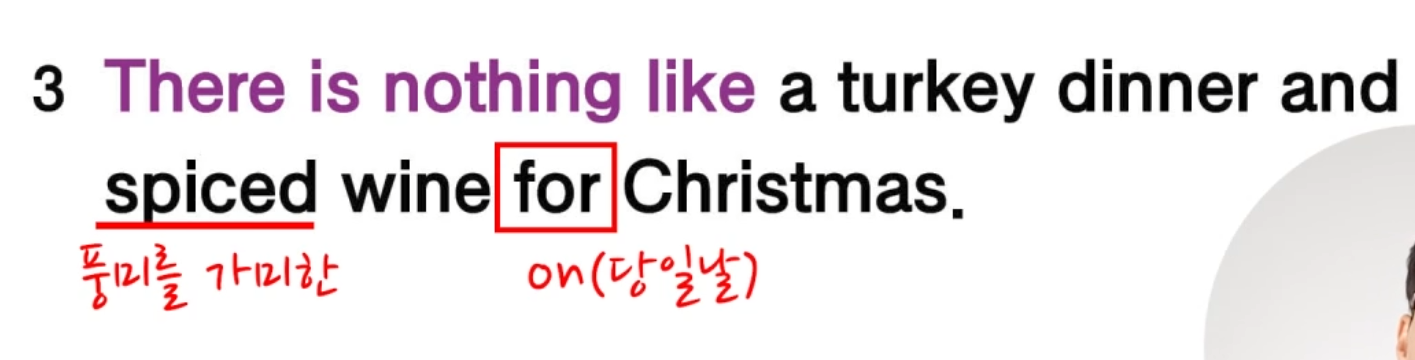 3 There is nothing like a turkey dinner and
spiced wine for Christmas.
풍미를 가미한 on(당일날)